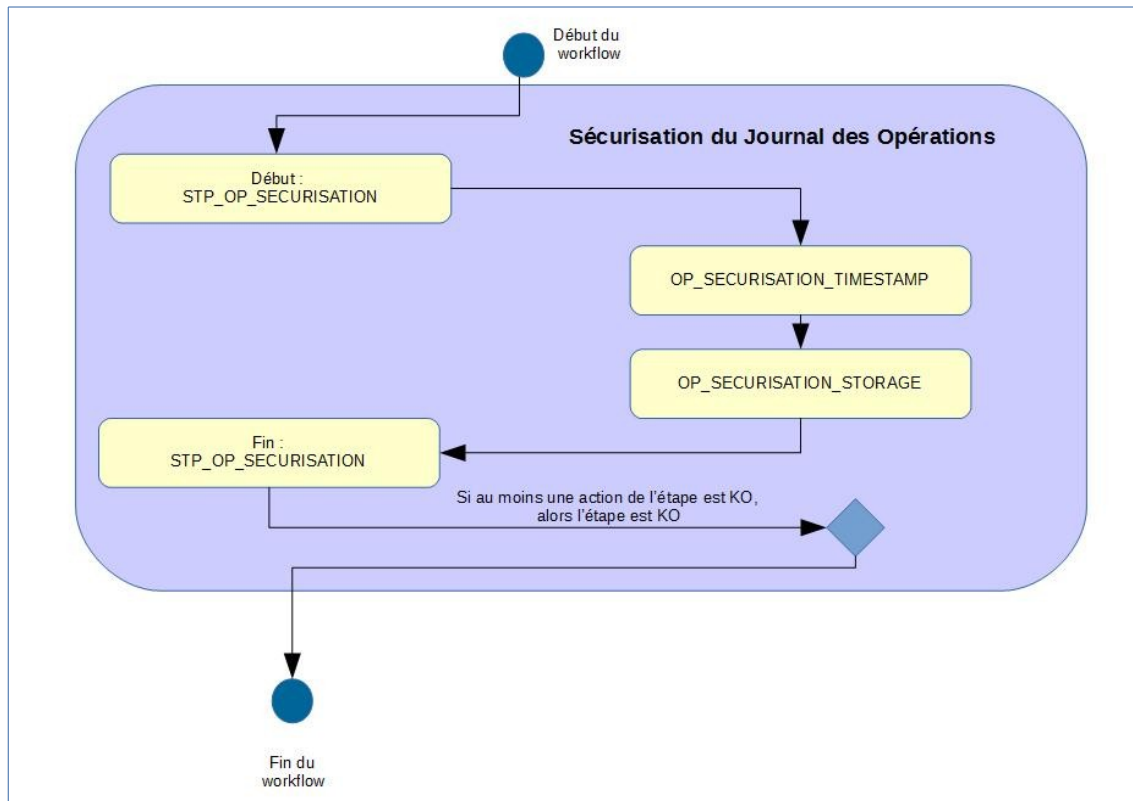 Début du
workflow
Sécurisation du Journal des Opérations
Début :
STP_OP_SECURISATION
OP_SECURISATION_TIMESTAMP
OP_SECURISATION_STORAGE
Fin :
STP_OP_SECURISATION
Si au moins une action de l'étape est KO,
alors l'étape est KO
Fin du
workflow